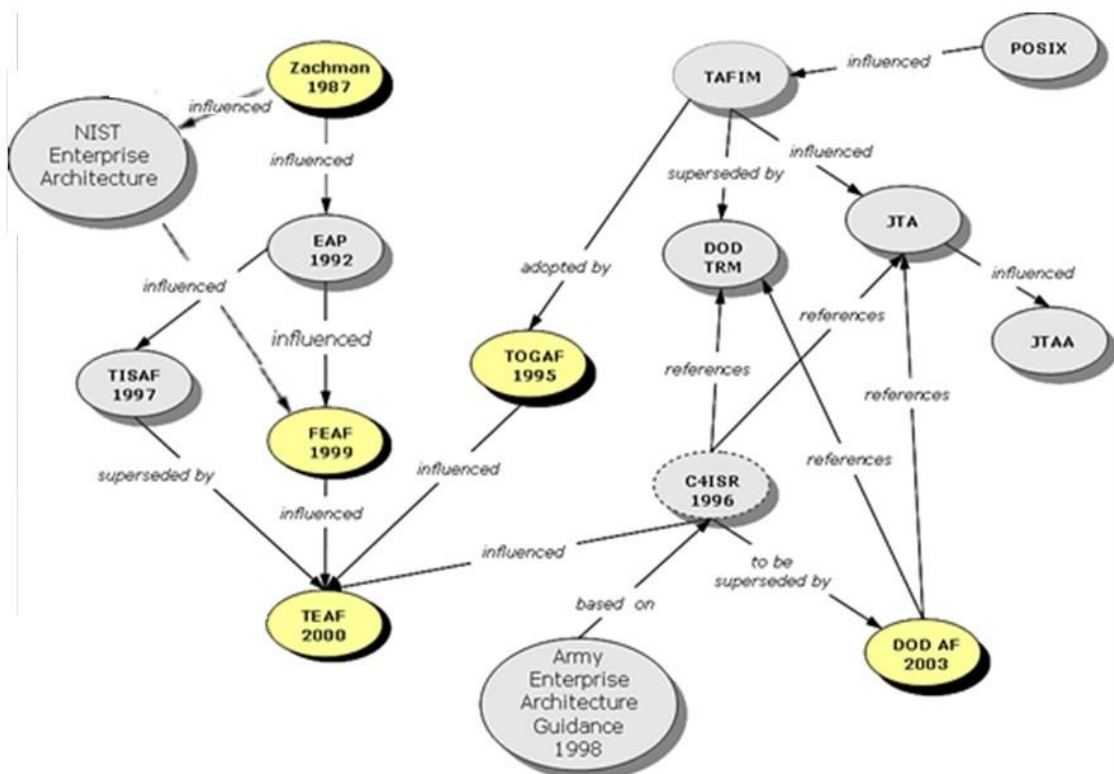 Zachman
1987
POSIX
influenced
TAFIM
influenced
NIST
Enterprise
Architecture
influenced
influenced
superseded by
JTA
EAP
1992
DOD
TRM
adopted by
influenced
influenced
references
influenced
JTAA
TOGAF
1995
TISAF
1997
references
references
FEAF
1999
superseded by
influenced
references
C4ISR
1996
influenced
influenced
to be
superseded by
based on
TEAF
2000
DOD AF
2003
Army
Enterprise
Architecture
Guidance
1998